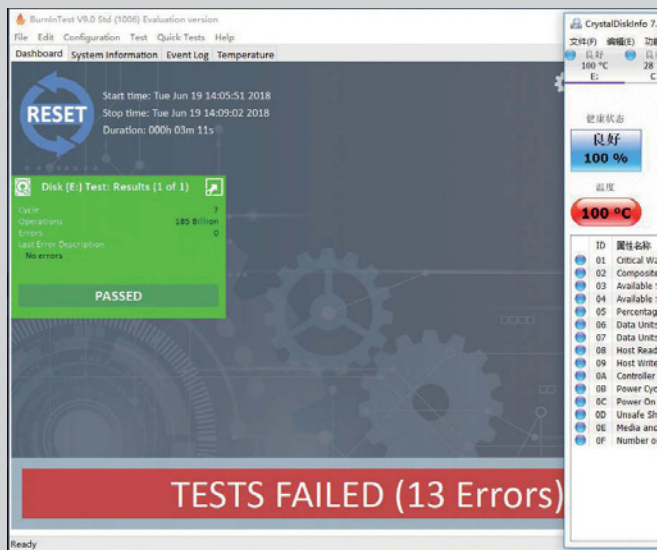 BurnInTest V9.0 Std (1006) Evaluation version
File Edit Configuration Test Quick Tests Help
Dashboard System Information Event Log Temperature
RESET
Start time: Tue Jun 19 14:05:51 2018
Stop time: Tue Jun 19 14:09:02 2018
Duration: 000h 03m 11s
Disk (E:) Test: Results (1 of 1)
Cycle 7
Operations 185 Billion
Errors 0
Last Error Description
No errors
PASSED
TESTS FAILED (13 Errors)
Ready
CrystalDiskInfo 7.
文件(F) 编辑(E) 功能
良好 良
100 °C 28
E: C
健康状态
良好
100 %
温度
100 °C
ID 属性名称
01 Critical Wa
02 Composite
03 Available S
04 Available S
05 Percentag
06 Data Units
07 Data Units
08 Host Read
09 Host Write
0A Controller
0B Power Cyc
0C Power On
0D Unsafe Sh
0E Media and
0F Number o